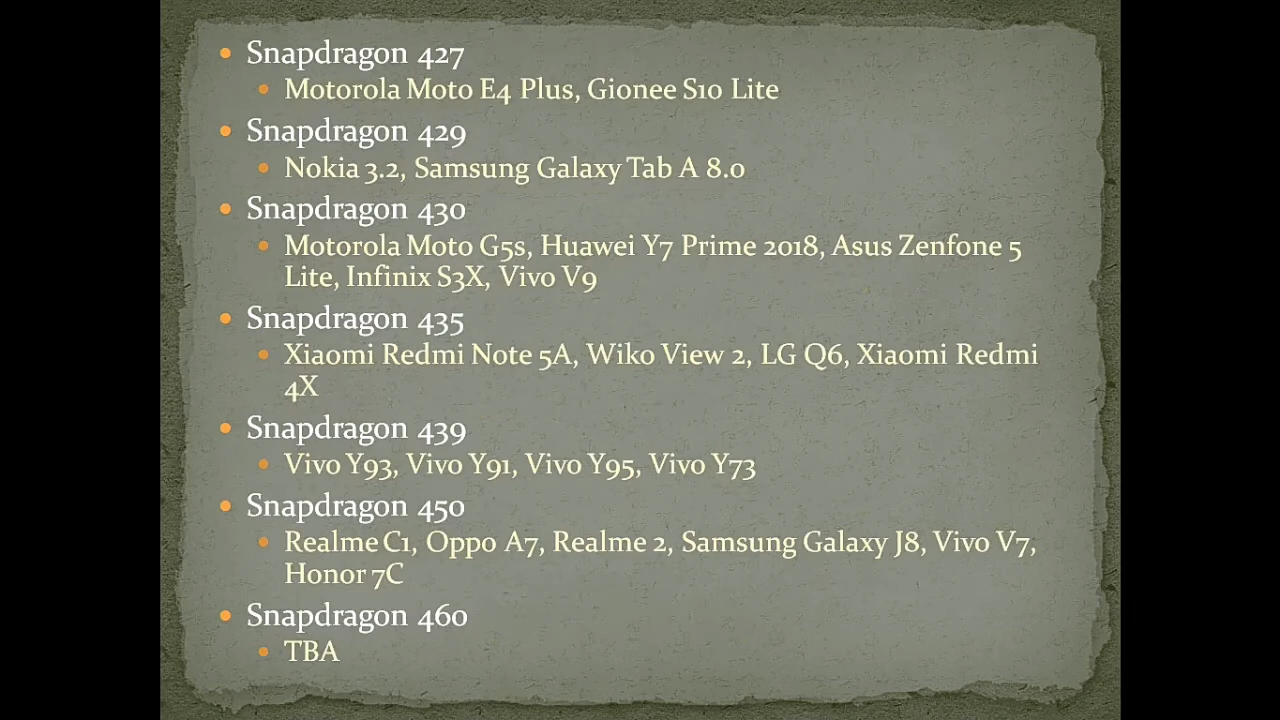 Snapdragon 427
Motorola Moto E4 Plus, Gionee S10 Lite
Snapdragon 429
Nokia 3.2, Samsung Galaxy Tab A 8.0
Snapdragon 430
Motorola Moto G5s, Huawei Y7 Prime 2018, Asus Zenfone 5
Lite, Infinix S3X, Vivo V9
Snapdragon 435
Xiaomi Redmi Note 5A, Wiko View 2, LG Q6, Xiaomi Redmi
4X
Snapdragon 439
Vivo Y93, Vivo Y91, Vivo Y95, Vivo Y73
Snapdragon 450
Realme C1, Oppo A7, Realme 2, Samsung Galaxy J8, Vivo V7,
Honor 7C
Snapdragon 460
TBA